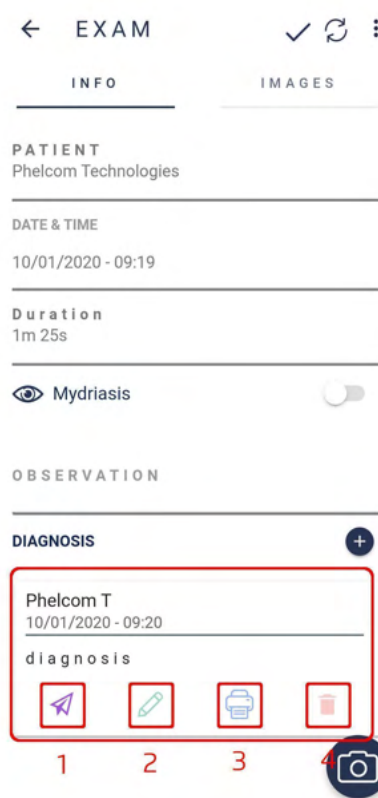 EXAM
INFO IMAGES
PATIENT
Phelcom Technologies
DATE & TIME
10/01/2020 - 09:19
Duration
1m 25s
Mydriasis
OBSERVATION
DIAGNOSIS
Phelcom T
10/01/2020 - 09:20
diagnosis
1 2 3 4